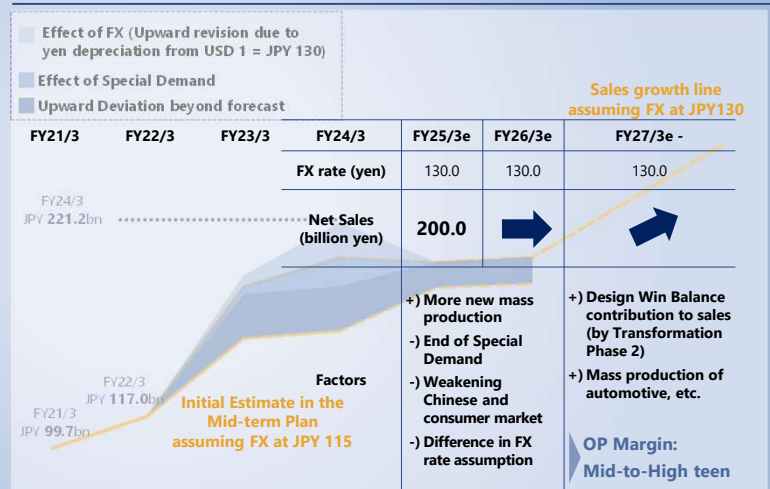 Effect of FX (Upward revision due to
yen depreciation from USD 1 = JPY 130)
Effect of Special Demand
Upward Deviation beyond forecast
Sales growth line
assuming FX at JPY130
FY21/3 FY22/3 FY23/3 FY24/3 FY25/3e FY26/3e FY27/3e -
FX rate (yen) 130.0 130.0 130.0
FY24/3
JPY 221.2bn
Net Sales
(billion yen)
200.0
+) More new mass
production
-) End of Special
Demand
-) Weakening
Chinese and
consumer market
-) Difference in FX
rate assumption
+) Design Win Balance
contribution to sales
(by Transformation
Phase 2)
+) Mass production of
automotive, etc.
Factors
FY22/3
JPY 117.0bn
FY21/3
JPY 99.7bn
Initial Estimate in the
Mid-term Plan
assuming FX at JPY 115
OP Margin:
Mid-to-High teen